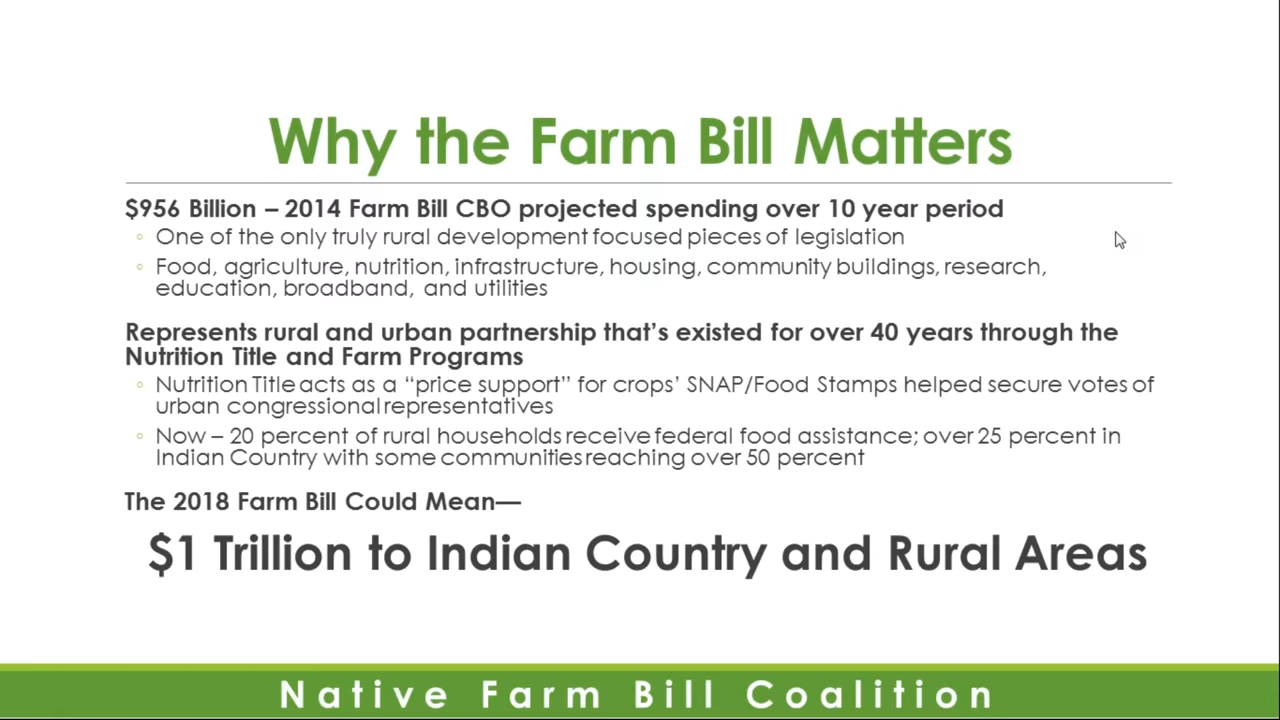 Why the Farm Bill Matters
$956 Billion – 2014 Farm Bill CBO projected spending over 10 year period
◦ One of the only truly rural development focused pieces of legislation
◦ Food, agriculture, nutrition, infrastructure, housing, community buildings, research,
education, broadband, and utilities
Represents rural and urban partnership that’s existed for over 40 years through the
Nutrition Title and Farm Programs
◦ Nutrition Title acts as a “price support” for crops’ SNAP/Food Stamps helped secure votes of
urban congressional representatives
◦ Now – 20 percent of rural households receive federal food assistance; over 25 percent in
Indian Country with some communities reaching over 50 percent
The 2018 Farm Bill Could Mean—
$1 Trillion to Indian Country and Rural Areas
Native Farm Bill Coalition